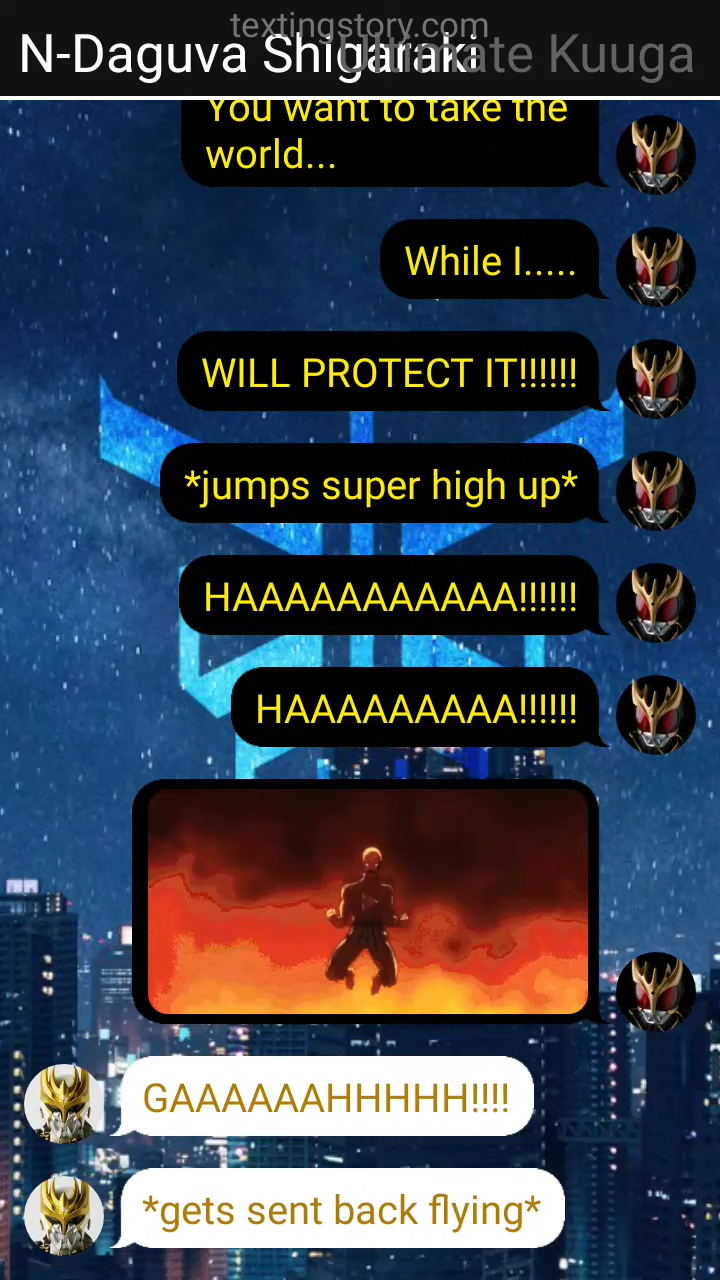 textingstory.com
N-Daguva Shigaraki Ultimate Kuuga
You want to take the
world...
While I.....
WILL PROTECT IT!!!!!!
*jumps super high up*
HAAAAAAAAAAA!!!!!!
HAAAAAAAAA!!!!!!
GAAAAAAHHHHH!!!!
*gets sent back flying*